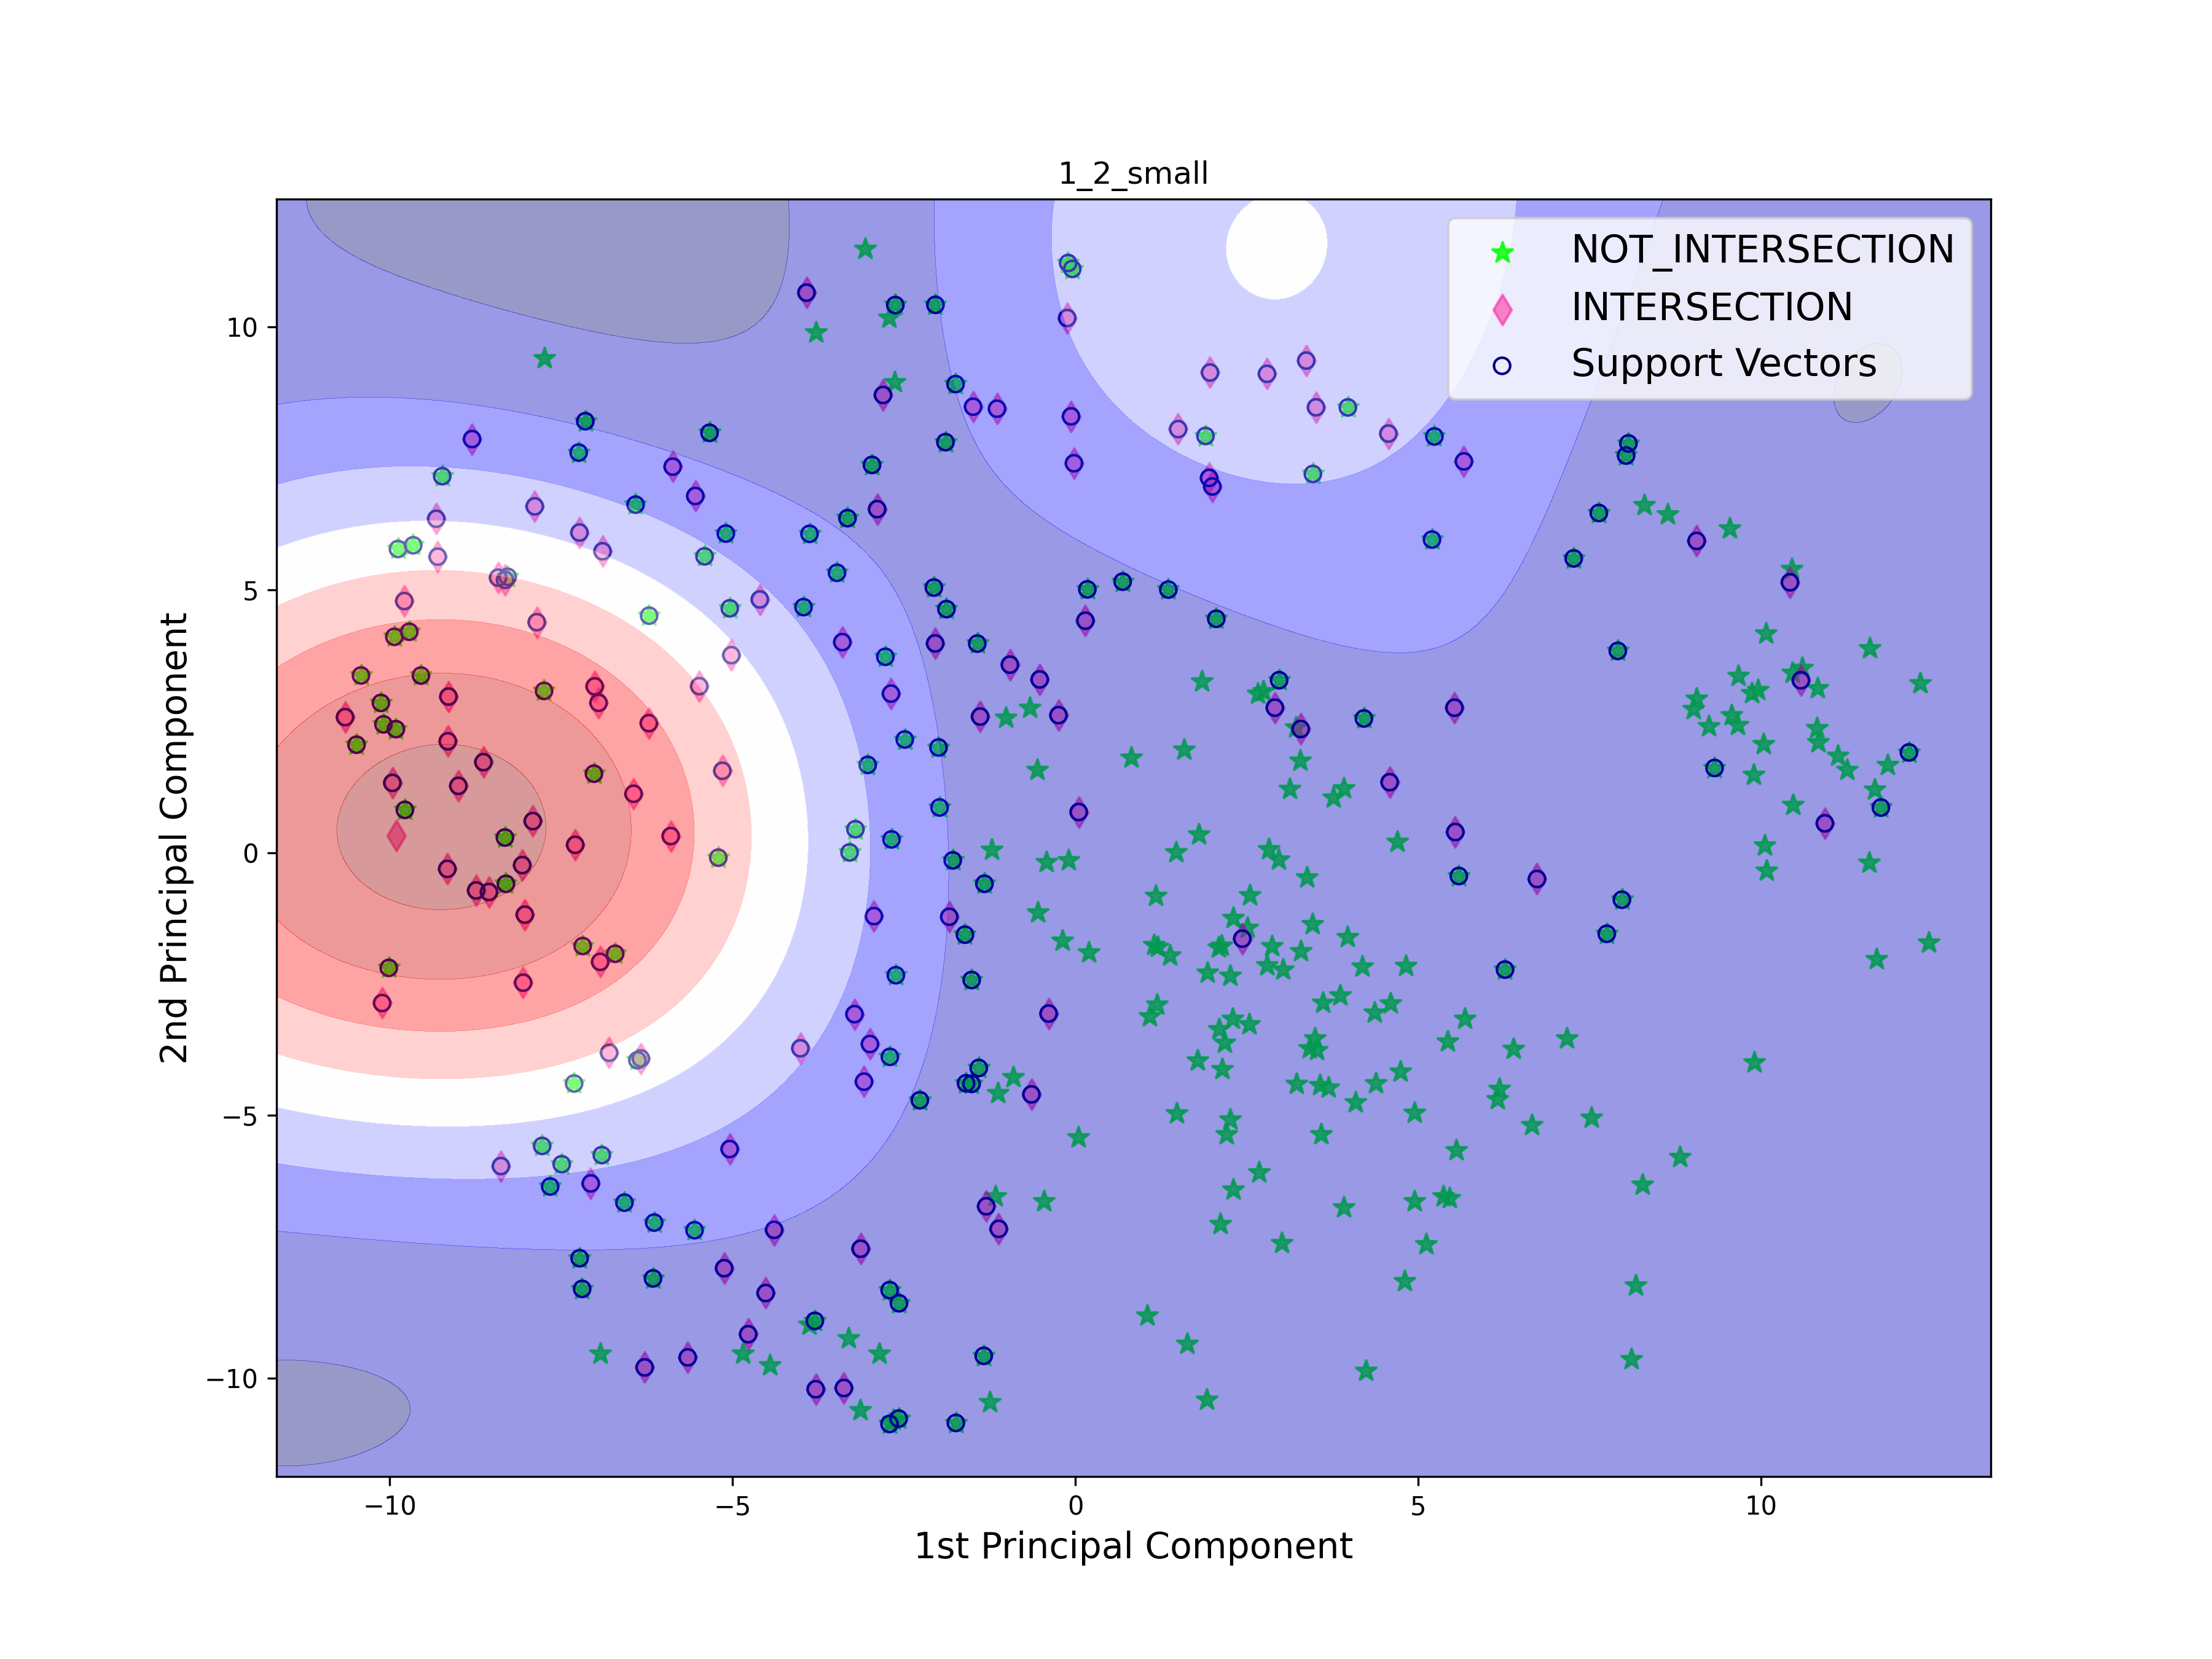 1_2_small
NOT_INTERSECTION
INTERSECTION
Support Vectors
10
5
0
−5
−10
2nd Principal Component
−10
−5
0
5
10
1st Principal Component